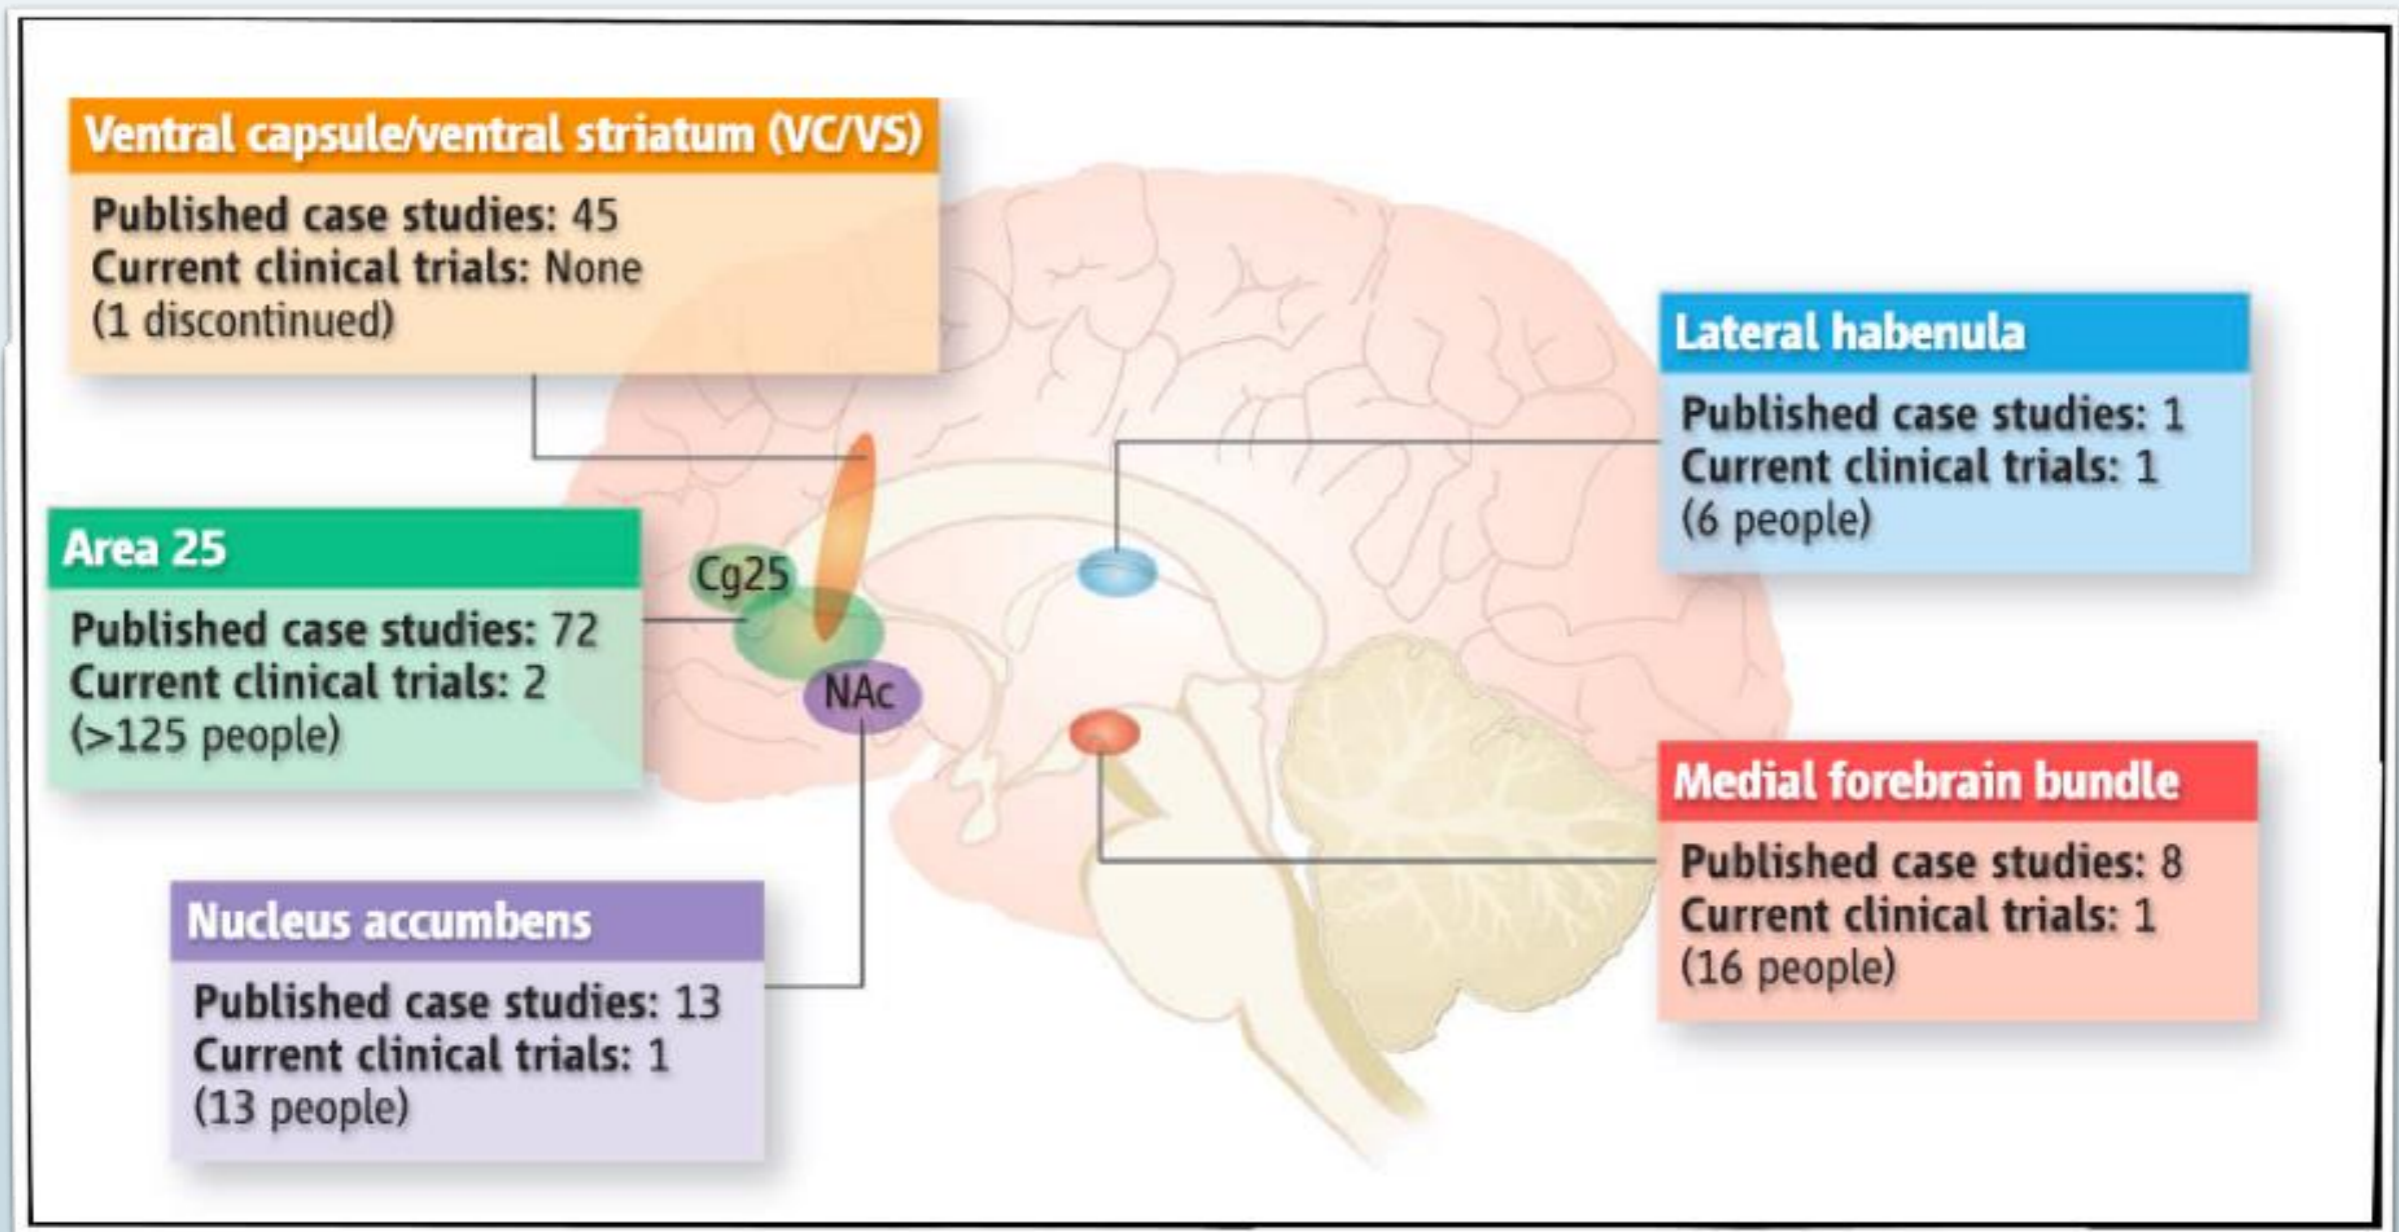 Ventral capsule/ventral striatum (VC/VS)
Published case studies: 45
Current clinical trials: None
(1 discontinued)
Lateral habenula
Published case studies: 1
Current clinical trials: 1
(6 people)
Area 25
Published case studies: 72
Current clinical trials: 2
(>125 people)
Cg25
NAc
Medial forebrain bundle
Published case studies: 8
Current clinical trials: 1
(16 people)
Nucleus accumbens
Published case studies: 13
Current clinical trials: 1
(13 people)